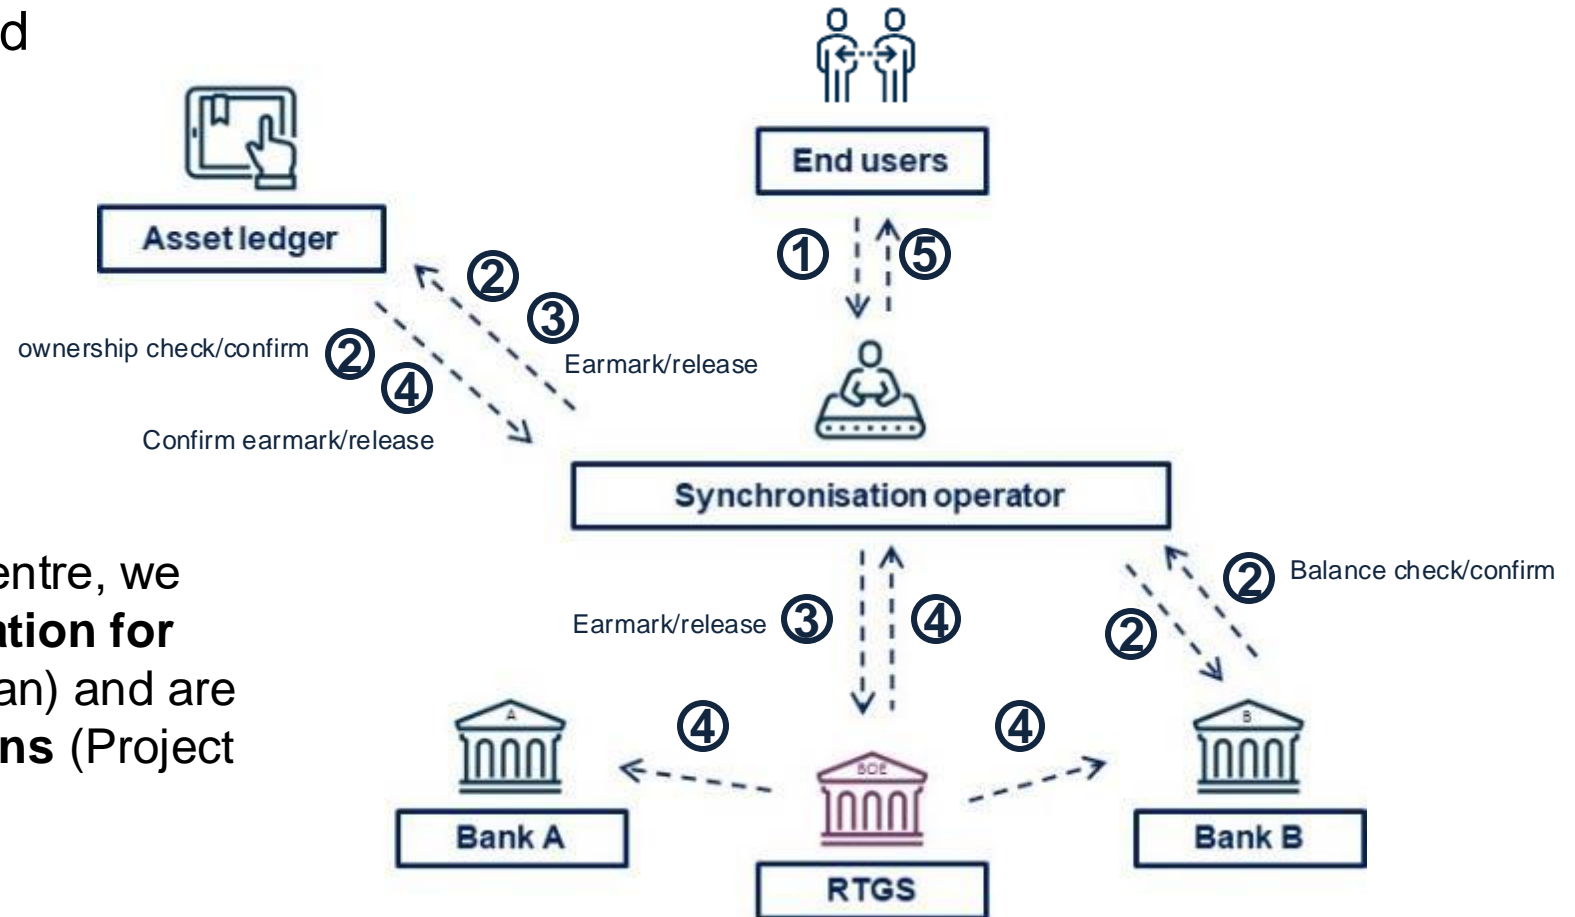 d
End users
Asset ledger
1
5
2
3
ownership check/confirm
2
Earmark/release
4
Confirm earmark/release
Synchronisation operator
entre, we
ation for
an) and are
ns (Project
Earmark/release
3
4
2
2
Balance check/confirm
A
4
4
B
BOE
Bank A
Bank B
RTGS